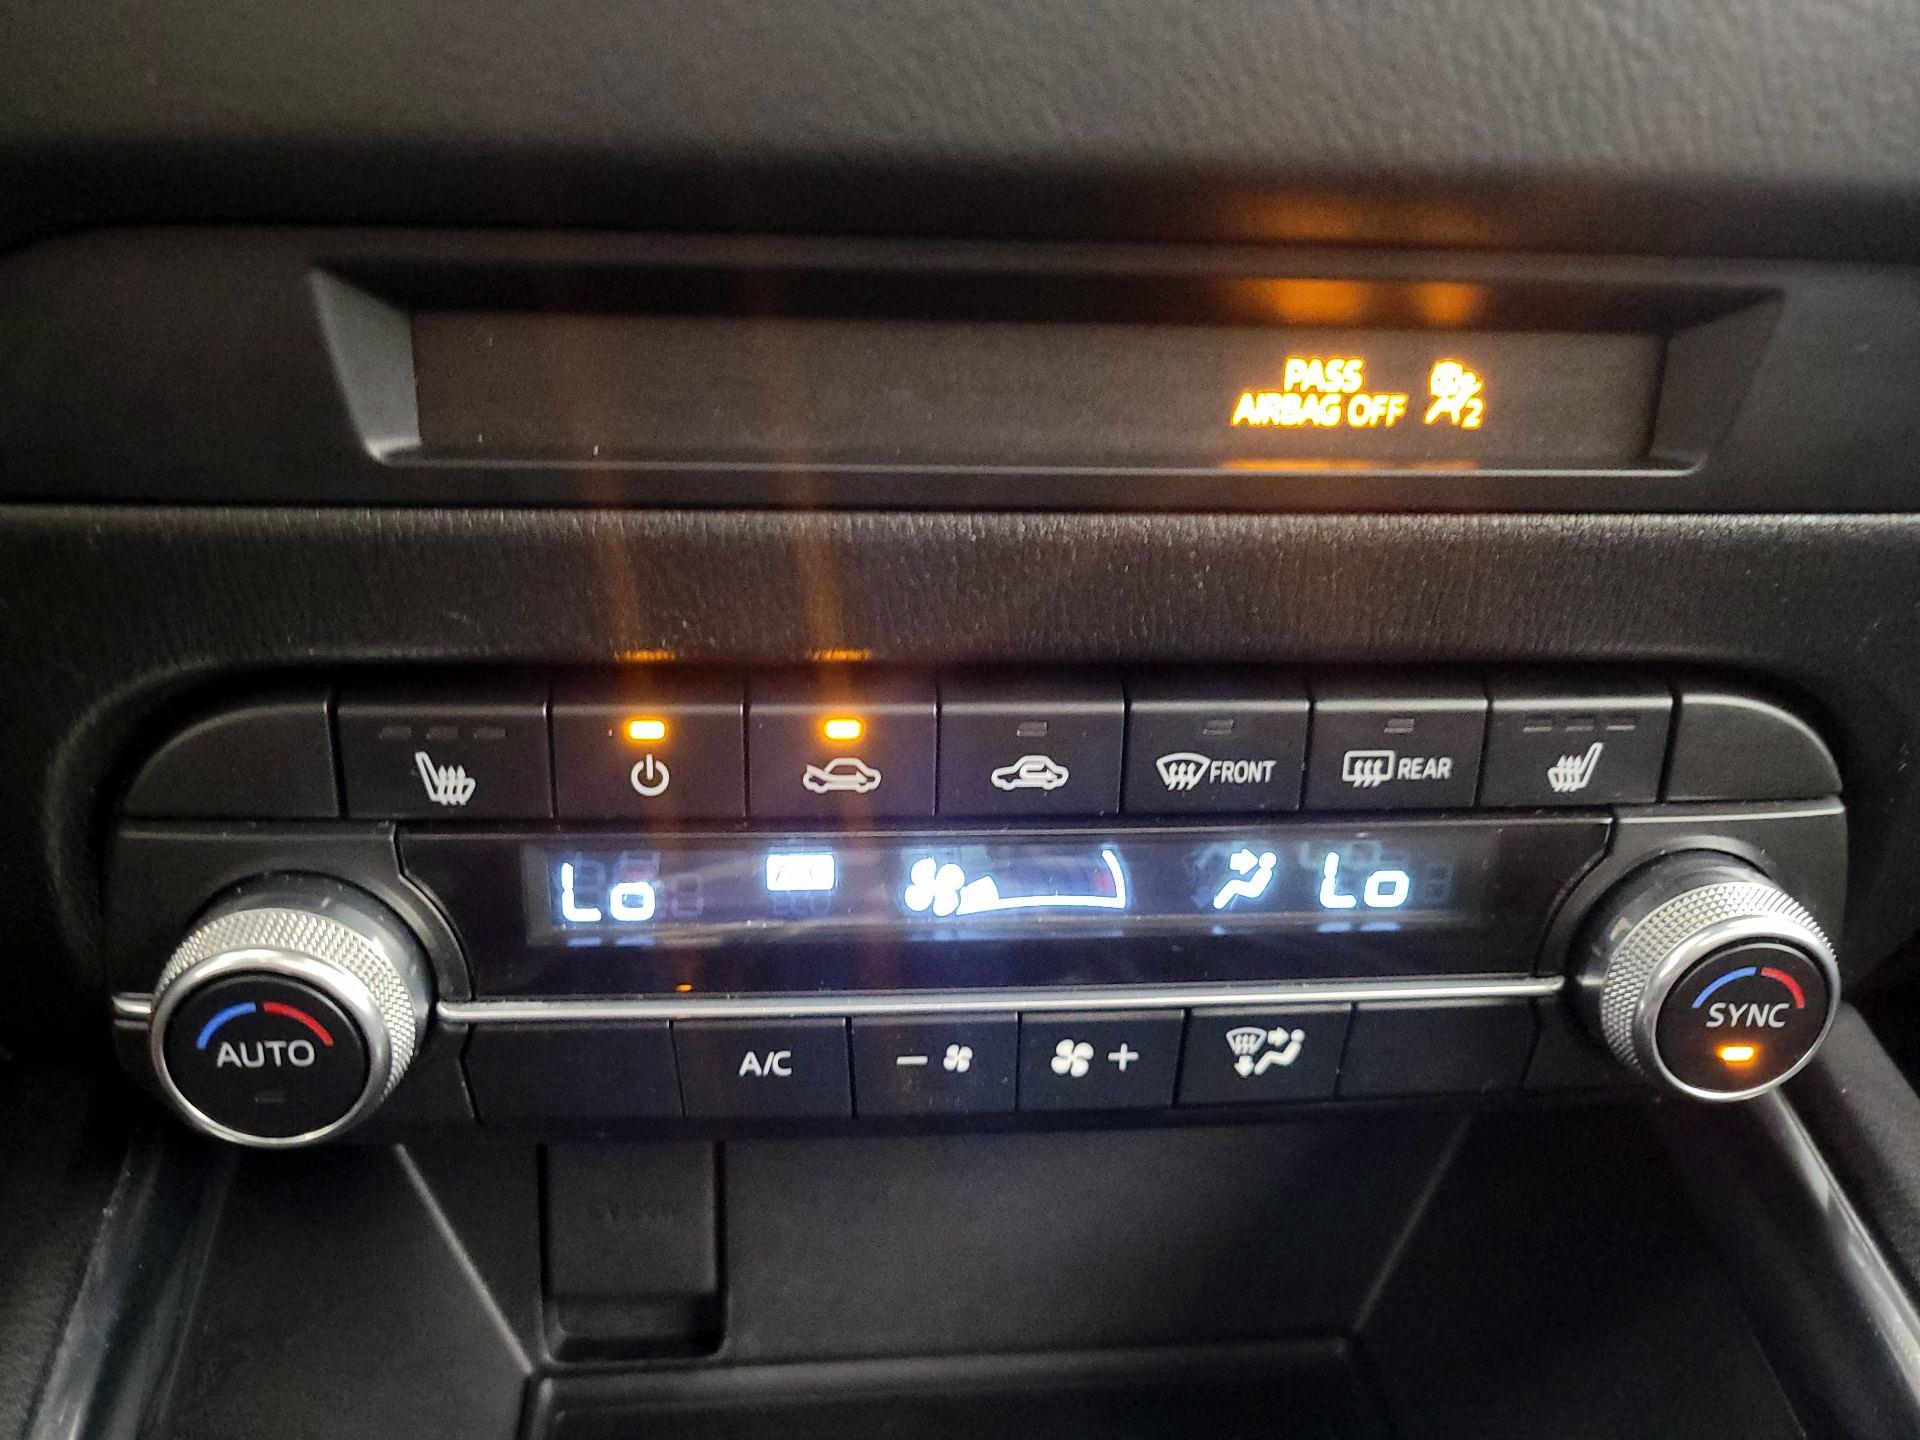 PASS
AIRBAG OFF 2
FRONT
REAR
Lo
A/C
Lo
AUTO
A/C
- +
SYNC